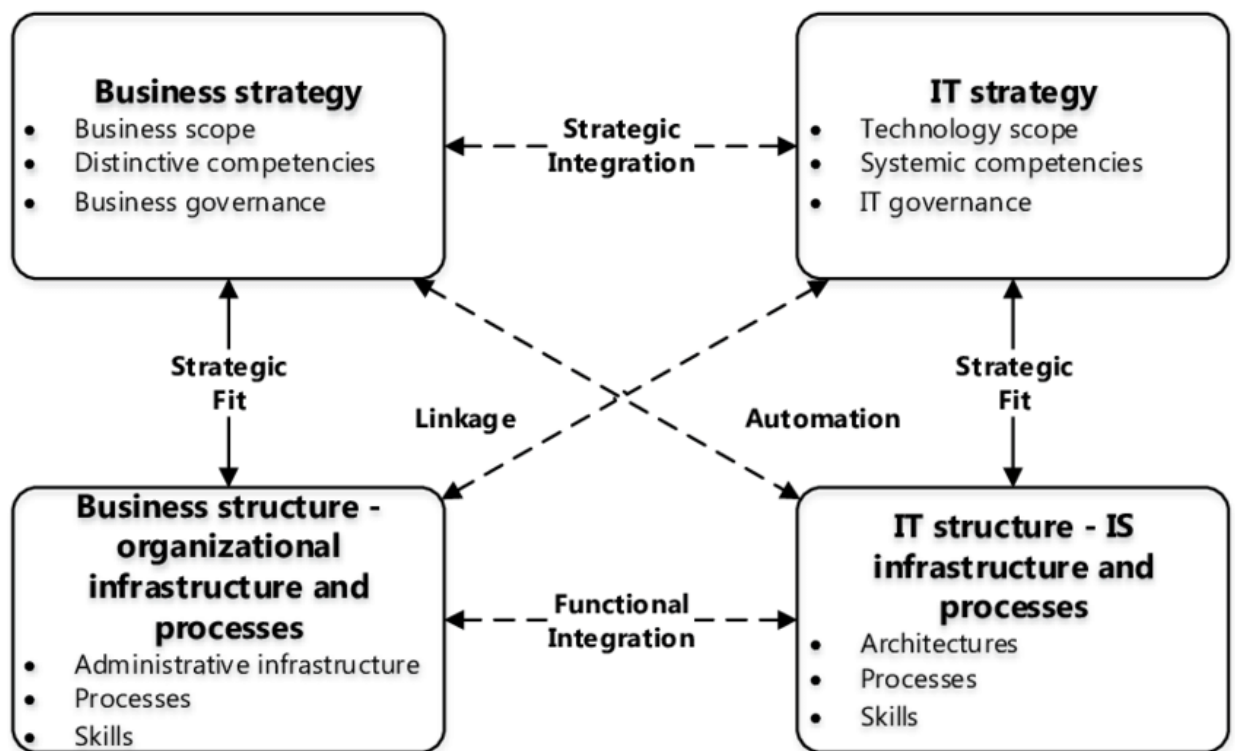 Business strategy
• Business scope
• Distinctive competencies
• Business governance
Strategic
Integration
IT strategy
• Technology scope
• Systemic competencies
• IT governance
Strategic
Fit
Linkage
Automation
Strategic
Fit
Business structure -
organizational
infrastructure and
processes
• Administrative infrastructure
• Processes
• Skills
Functional
Integration
IT structure - IS
infrastructure and
processes
• Architectures
• Processes
• Skills